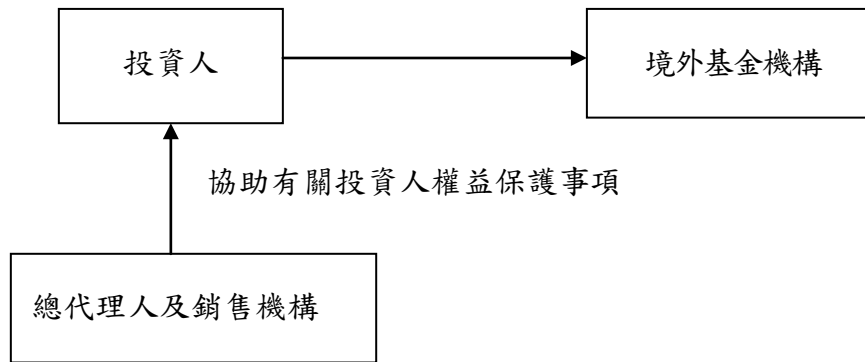 投資人
境外基金機構
協助有關投資人權益保護事項
總代理人及銷售機構